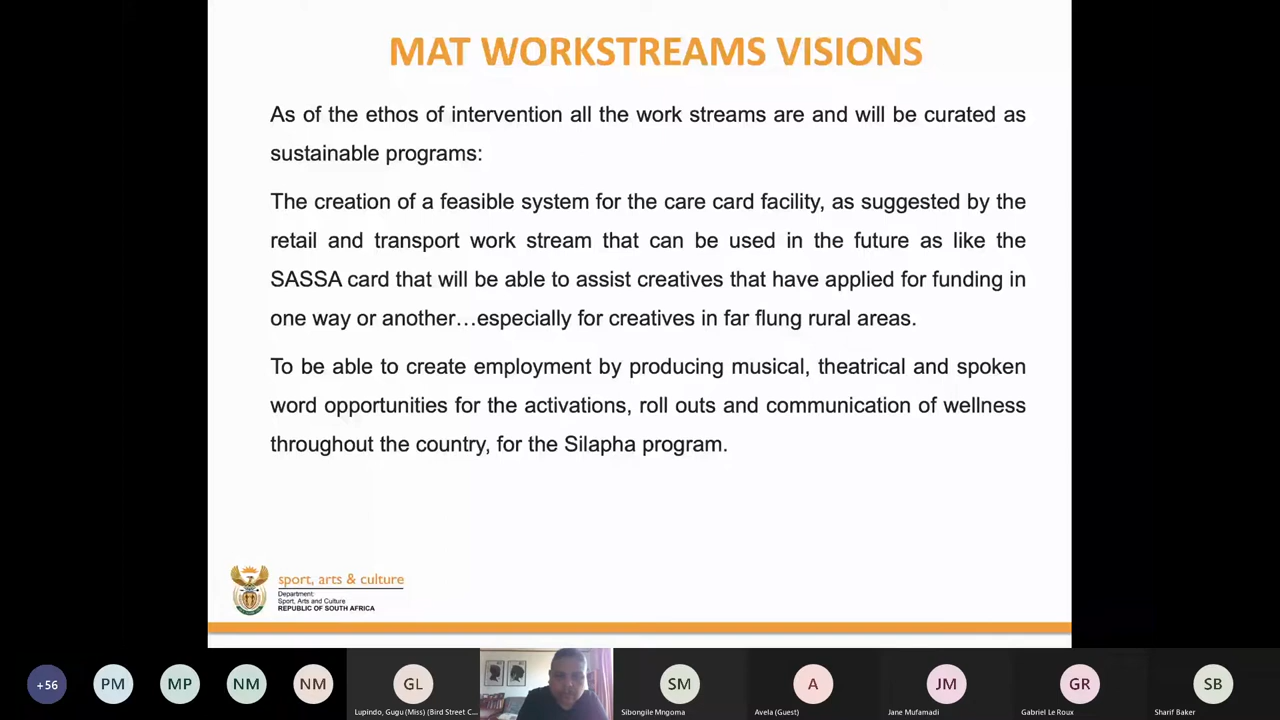 MAT WORKSTREAMS VISIONS
As of the ethos of intervention all the work streams are and will be curated as
sustainable programs:
The creation of a feasible system for the care card facility, as suggested by the
retail and transport work stream that can be used in the future as like the
SASSA card that will be able to assist creatives that have applied for funding in
one way or another…especially for creatives in far flung rural areas.
To be able to create employment by producing musical, theatrical and spoken
word opportunities for the activations, roll outs and communication of wellness
throughout the country, for the Silapha program.
sport, arts & culture
Department:
Sport, Arts and Culture
REPUBLIC OF SOUTH AFRICA
+56
PM
MP
NM
NM
GL
SM
A
JM
GR
SB
Lupindo, Gugu (Miss) (Bird Street C...
Sibongile Mngoma
Avela (Guest)
Jane Mufamadi
Gabriel Le Roux
Sharif Baker